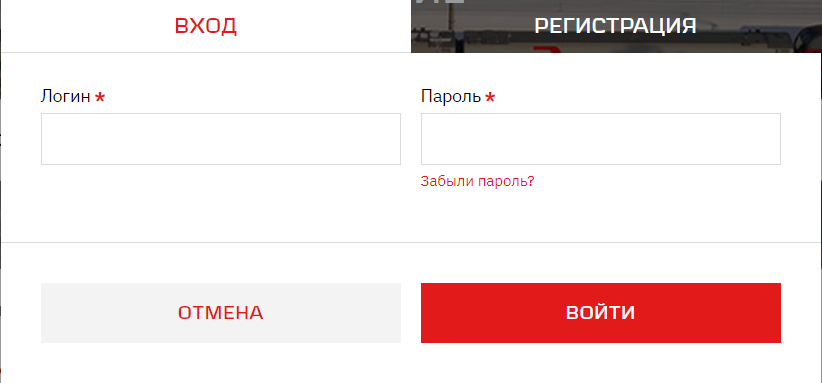 ВХОД
РЕГИСТРАЦИЯ
Логин *
Пароль *
Забыли пароль?
ОТМЕНА
ВОЙТИ